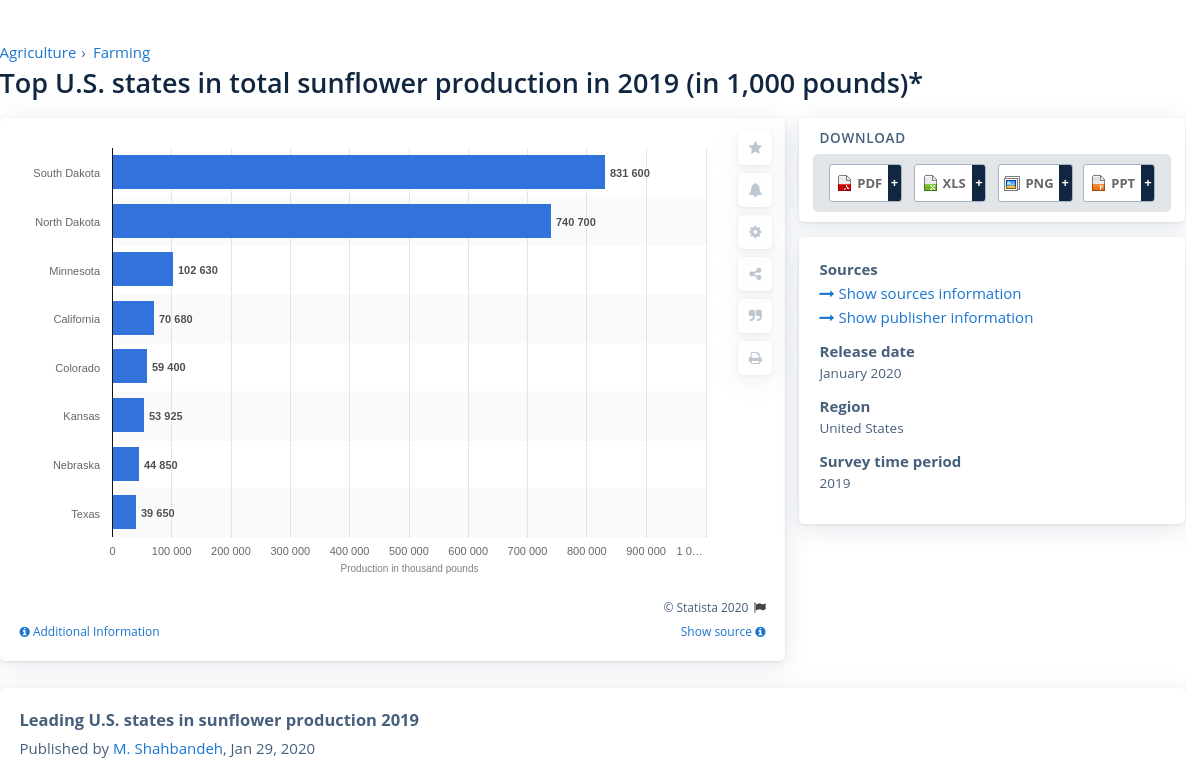 Agriculture › Farming
Top U.S. states in total sunflower production in 2019 (in 1,000 pounds)*
South Dakota 831 600
North Dakota 740 700
Minnesota 102 630
California 70 680
Colorado 59 400
Kansas 53 925
Nebraska 44 850
Texas 39 650
0 100 000 200 000 300 000 400 000 500 000 600 000 700 000 800 000 900 000 1 0…
Production in thousand pounds
© Statista 2020
Additional Information
Show source
DOWNLOAD
PDF + XLS + PNG + PPT +
Sources
Show sources information
Show publisher information
Release date
January 2020
Region
United States
Survey time period
2019
Leading U.S. states in sunflower production 2019
Published by M. Shahbandeh, Jan 29, 2020